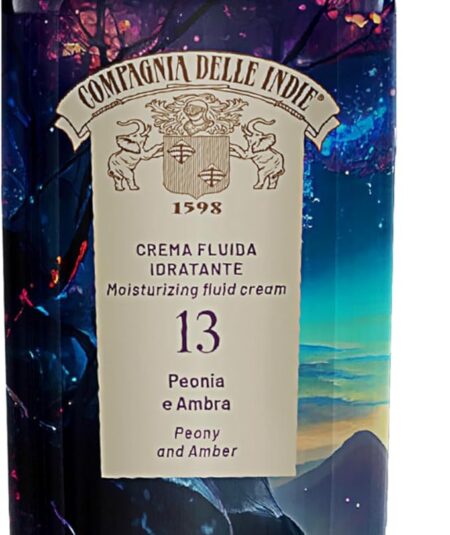 COMPAGNIA DELLE INDIE®
1598
CREMA FLUIDA
IDRATANTE
Moisturizing fluid cream
13
Peonia
e Ambra
Peony
and Amber